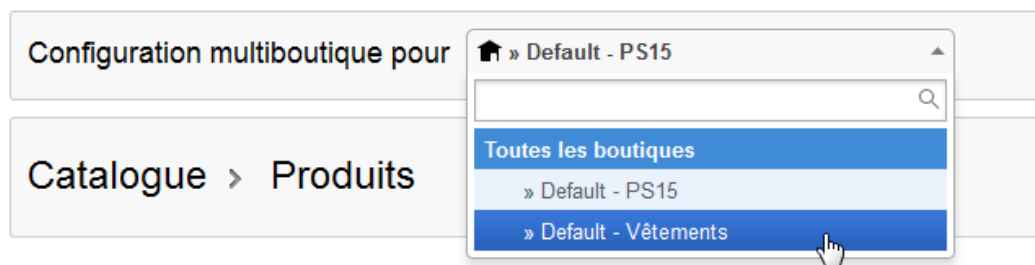 Configuration multiboutique pour » Default - PS15
Toutes les boutiques
» Default - PS15
» Default - Vêtements
Catalogue > Produits